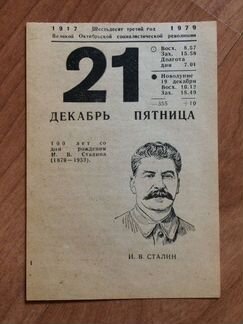 1917 Шестьдесят третий год 1979
Великой Октябрьской социалистической революции
21
Восх. 8.57
Зах. 15.58
Долгота
дня 7.01
Новолуние
19 декабря
Восх. 10.12
Зах. 18.49
—355 ÷10
ДЕКАБРЬ ПЯТНИЦА
100 лет со
дня рождения
И. В. Сталина
(1879—1953).
И. В. СТАЛИН